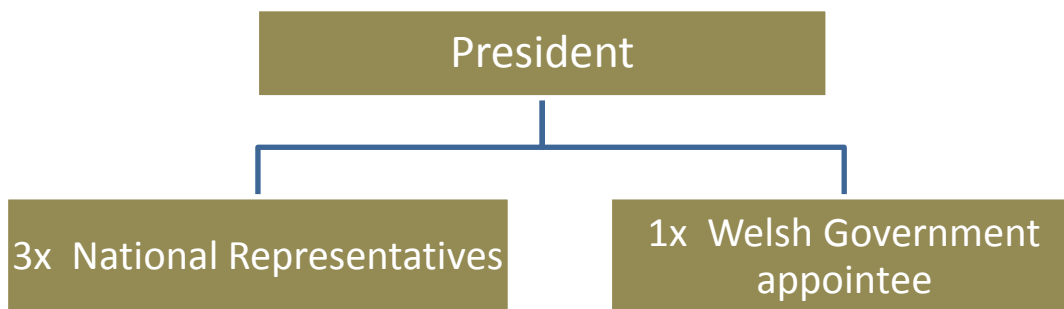 President
3x  National Representatives
1x  Welsh Government
appointee